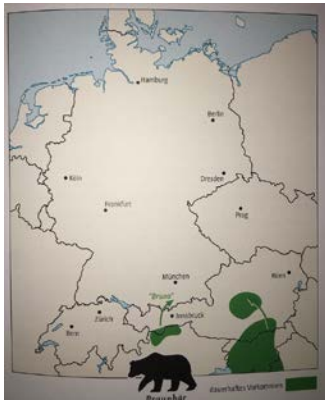 Hamburg
Berlin
Köln
Dresden
Frankfurt
Prag
München
Wien
"Bruno"
Zürich
Innsbruck
Bern
dauerhaftes Vorkommen
Braunbär